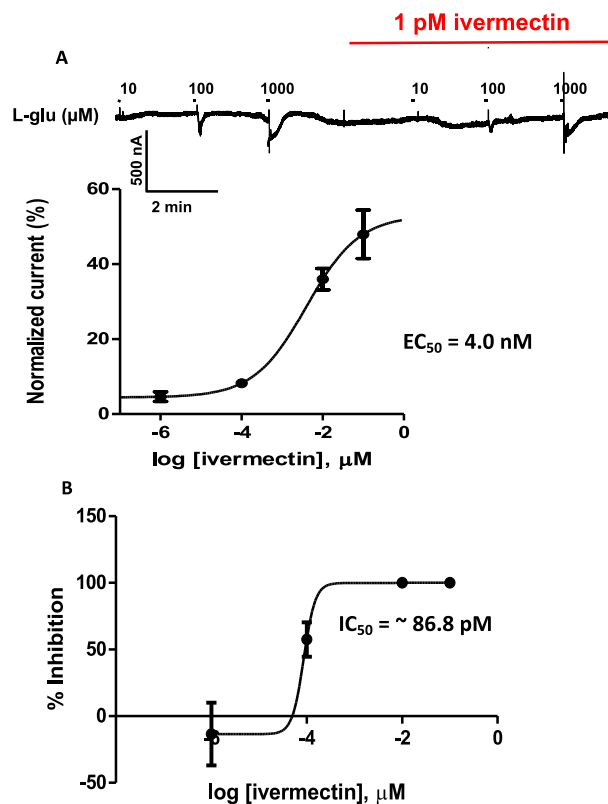 1 pM ivermectin
A
10 100 1000 10 100 1000
L-glu (μM)
500 nA
2 min
Normalized current (%)
60
40
20
0
EC50 = 4.0 nM
-6 -4 -2 0
log [ivermectin], μM
B
% Inhibition
150
100
50
0
-50
IC50 = ~ 86.8 pM
-6 -4 -2 0
log [ivermectin], μM